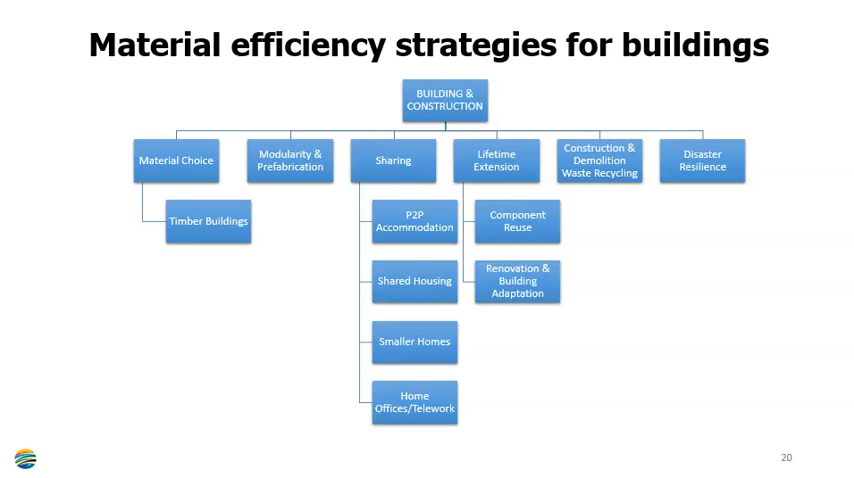 Material efficiency strategies for buildings
BUILDING &
CONSTRUCTION
Material Choice
Modularity &
Prefabrication
Sharing
Lifetime
Extension
Construction &
Demolition
Waste Recycling
Disaster
Resilience
Timber Buildings
P2P
Accommodation
Component
Reuse
Shared Housing
Renovation &
Building
Adaptation
Smaller Homes
Home
Offices/Telework
20